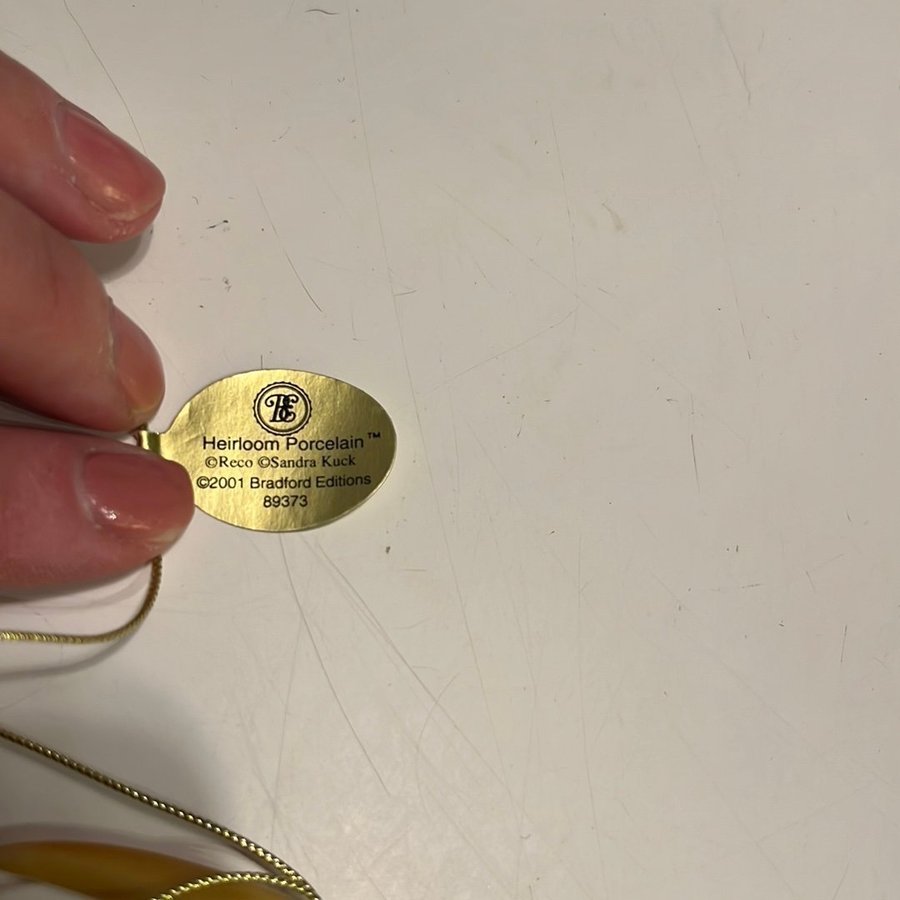 BE
Heirloom Porcelain™
©Reco ©Sandra Kuck
©2001 Bradford Editions
89373